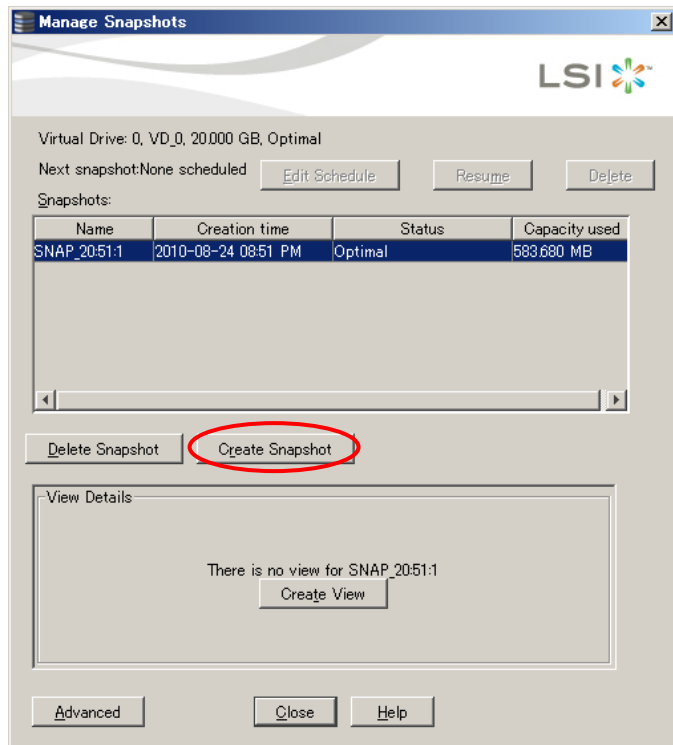 Manage Snapshots
LSI
Virtual Drive: 0, VD_0, 20.000 GB, Optimal
Next snapshot:None scheduled Edit Schedule Resume Delete
Snapshots:
Name Creation time Status Capacity used
SNAP_20:51:1 2010-08-24 08:51 PM Optimal 583.680 MB
Delete Snapshot Create Snapshot
View Details
There is no view for SNAP_20:51:1
Create View
Advanced Close Help